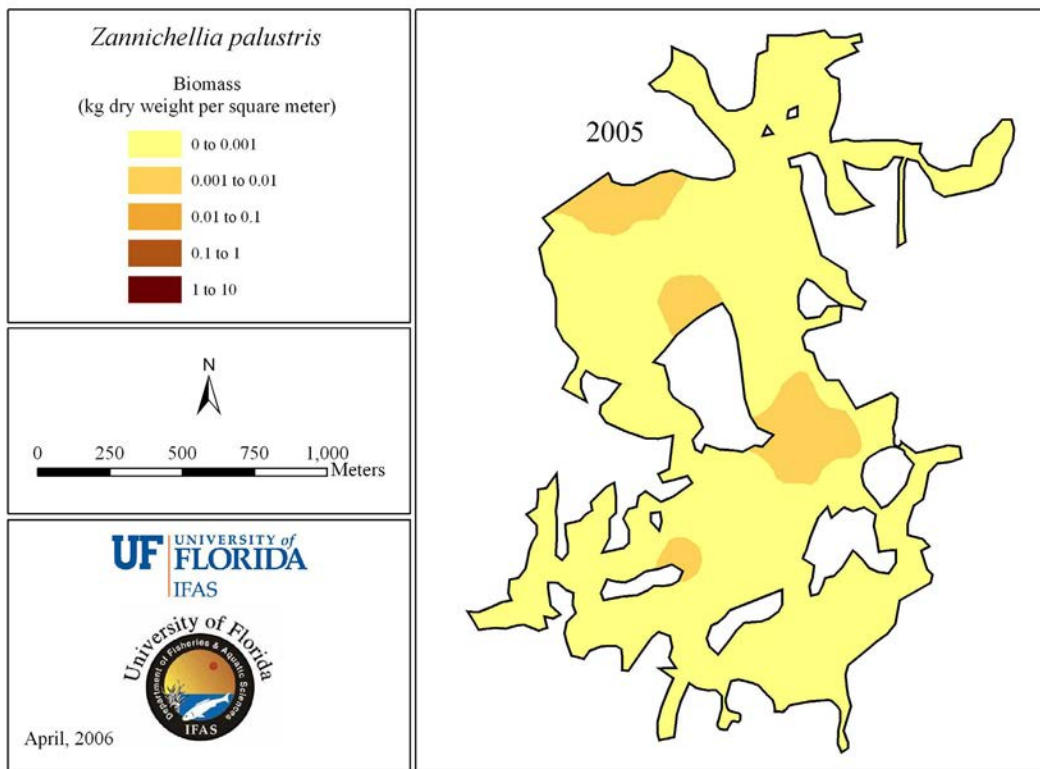 Zannichellia palustris
Biomass
(kg dry weight per square meter)
0 to 0.001
0.001 to 0.01
0.01 to 0.1
0.1 to 1
1 to 10
N
0 250 500 750 1,000
Meters
UF UNIVERSITY of
FLORIDA
IFAS
University of Florida
Department of Fisheries & Aquatic Sciences
IFAS
April, 2006
2005